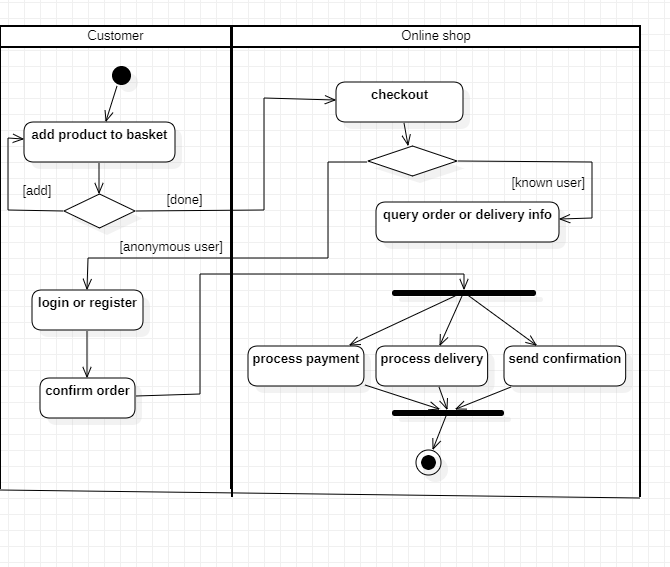 Customer
Online shop
checkout
add product to basket
[add]
[done]
[known user]
query order or delivery info
[anonymous user]
login or register
process payment
process delivery
send confirmation
confirm order